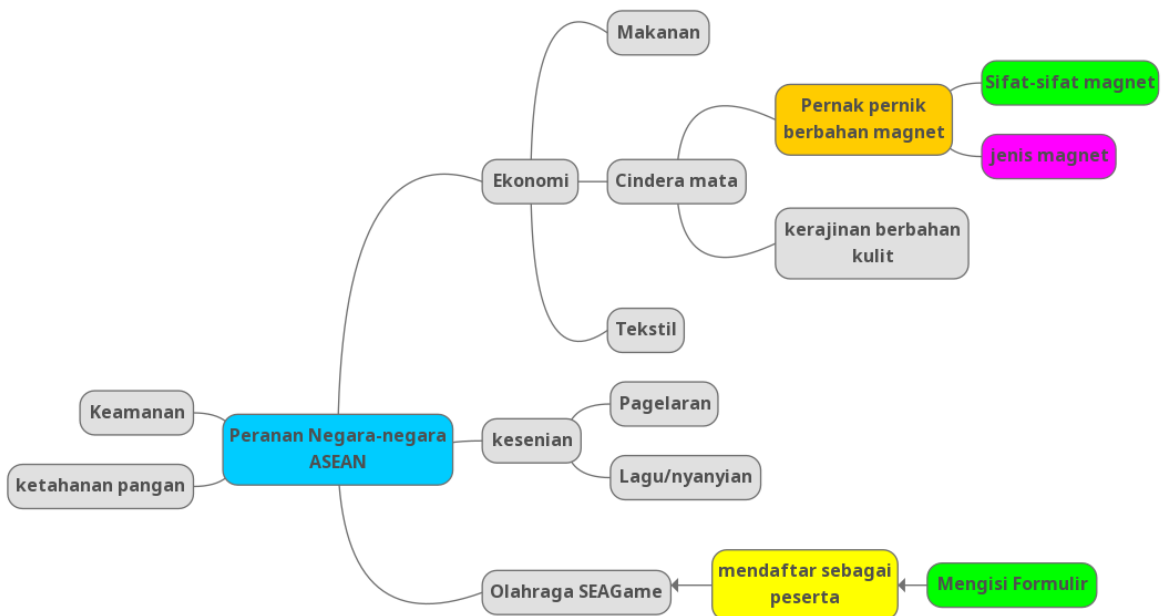 Makanan
Sifat-sifat magnet
Pernak pernik
berbahan magnet
jenis magnet
Ekonomi
Cindera mata
kerajinan berbahan
kulit
Tekstil
Keamanan
Pagelaran
Peranan Negara-negara
ASEAN
kesenian
ketahanan pangan
Lagu/nyanyian
mendaftar sebagai
peserta
Mengisi Formulir
Olahraga SEAGame